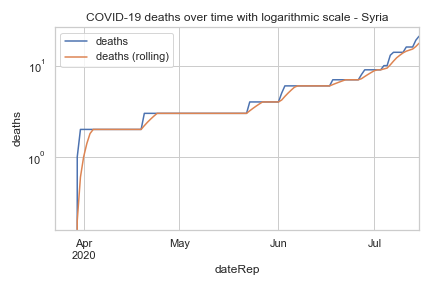 COVID-19 deaths over time with logarithmic scale - Syria
deaths
deaths (rolling)
10¹
10⁰
deaths
Apr
2020
May
Jun
Jul
dateRep